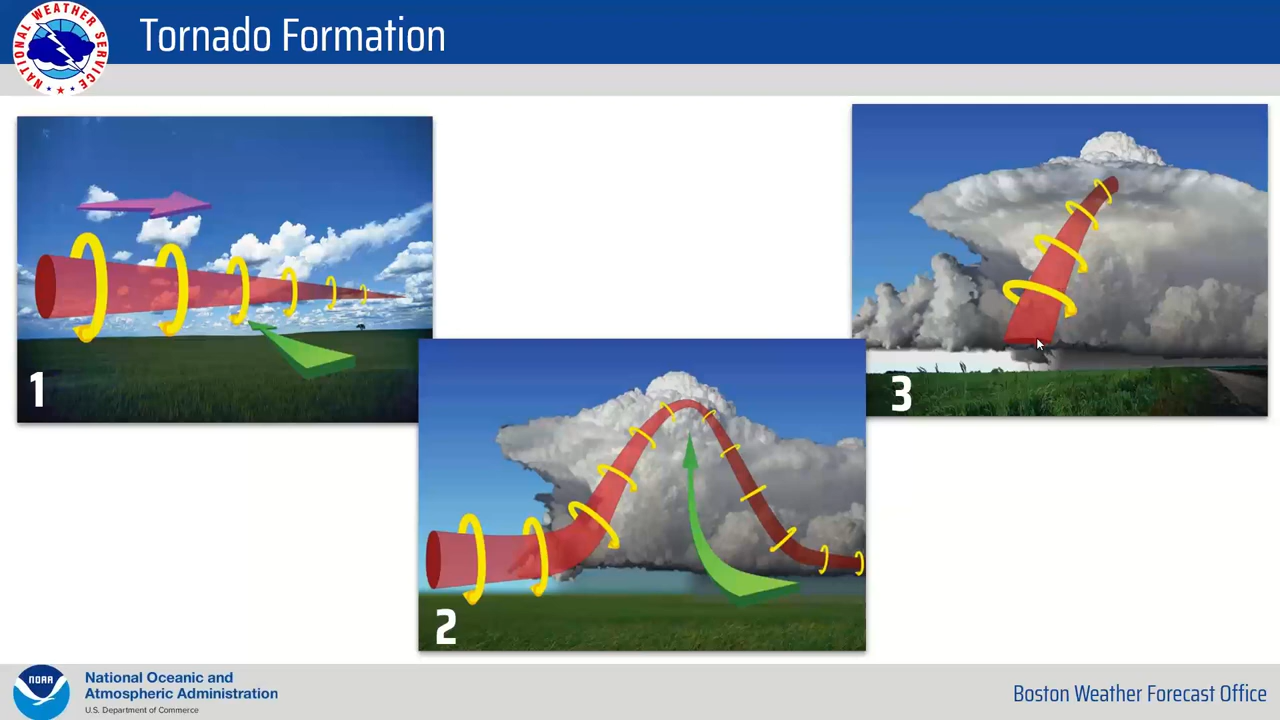 NATIONAL WEATHER SERVICE
Tornado Formation
1
2
3
NOAA
National Oceanic and
Atmospheric Administration
U.S. Department of Commerce
Boston Weather Forecast Office